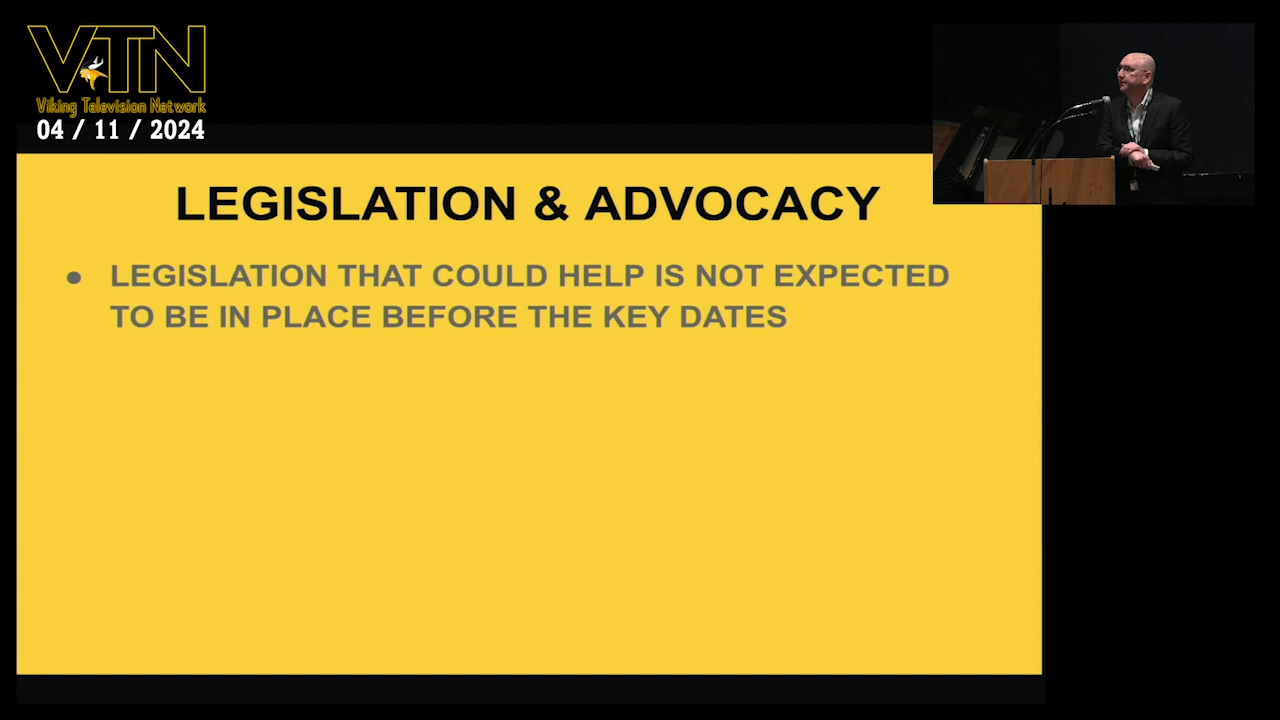 VTN
Viking Television Network
04 / 11 / 2024
LEGISLATION & ADVOCACY
● LEGISLATION THAT COULD HELP IS NOT EXPECTED
TO BE IN PLACE BEFORE THE KEY DATES